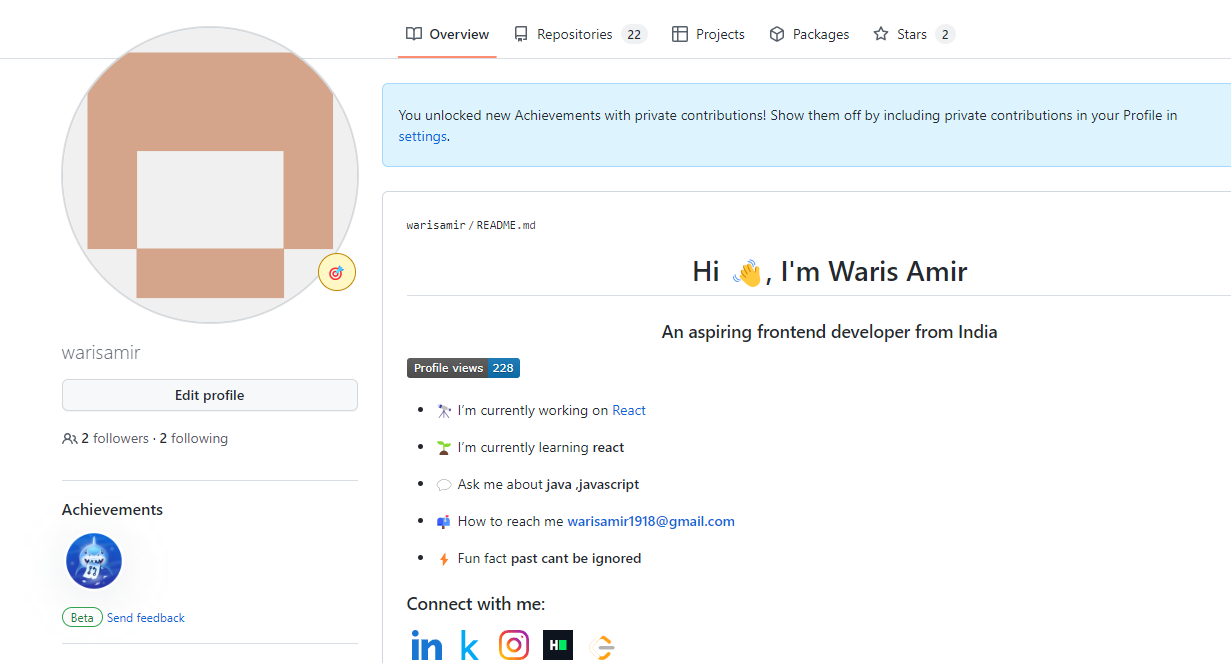 Overview
Repositories 22
Projects
Packages
Stars 2
You unlocked new Achievements with private contributions! Show them off by including private contributions in your Profile in
settings.
warisamir/README.md
Hi 👋, I'm Waris Amir
An aspiring frontend developer from India
Profile views 228
🔭 I’m currently working on React
🌱 I’m currently learning react
💬 Ask me about java ,javascript
📫 How to reach me warisamir1918@gmail.com
⚡ Fun fact past cant be ignored
Connect with me:
in k H
warisamir
Edit profile
2 followers · 2 following
Achievements
Beta Send feedback